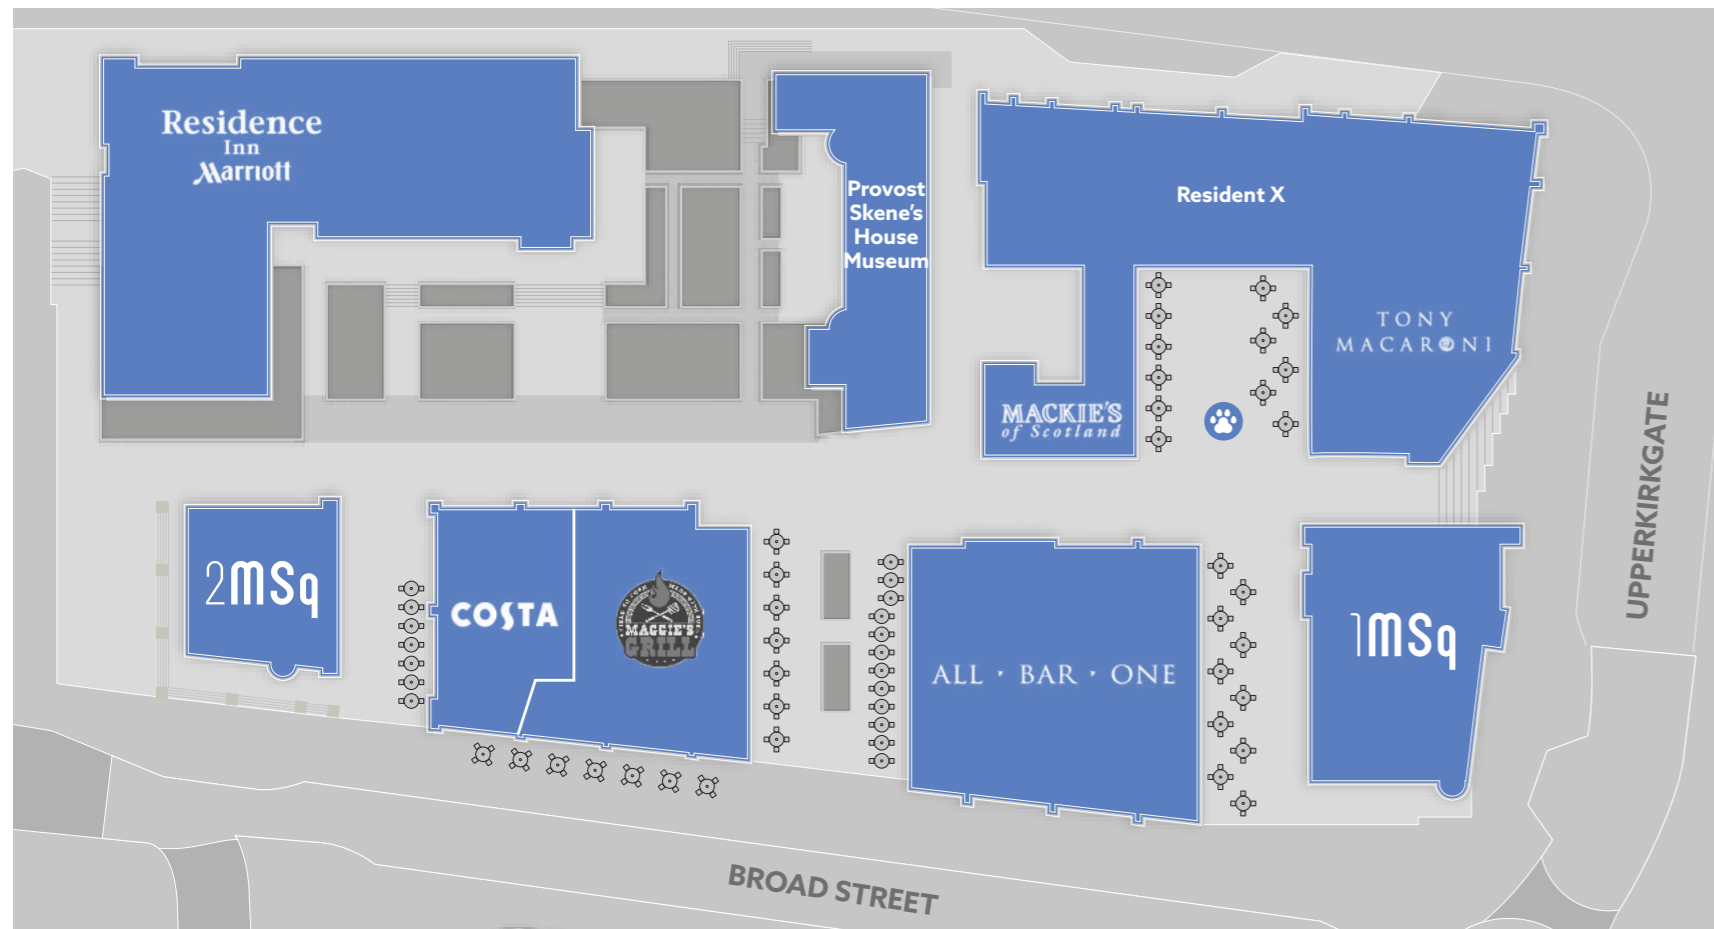 Residence
Inn
Marriott
Provost
Skene's
House
Museum
Resident X
TONY
MACARONI
MACKIE'S
of Scotland
UPPERKIRKGATE
2MSq
COSTA
MAGGIE'S
GRILL
ALL · BAR · ONE
1MSq
BROAD STREET